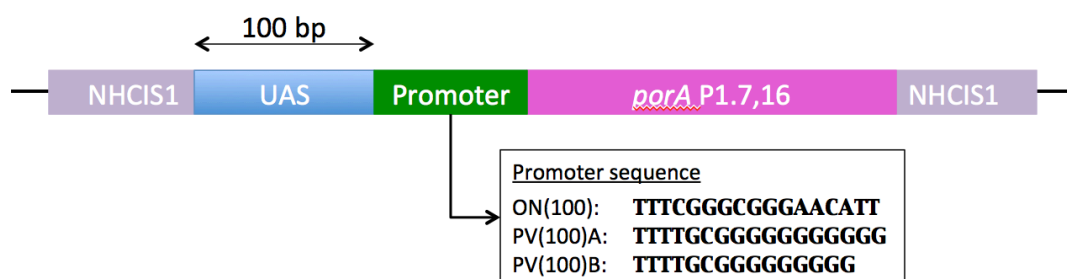 100 bp
NHCIS1 UAS Promoter porA P1.7,16 NHCIS1
Promoter sequence
ON(100): TTTCGGGCGGGAACATT
PV(100)A: TTTTGCGGGGGGGGGGG
PV(100)B: TTTTGCGGGGGGGGG